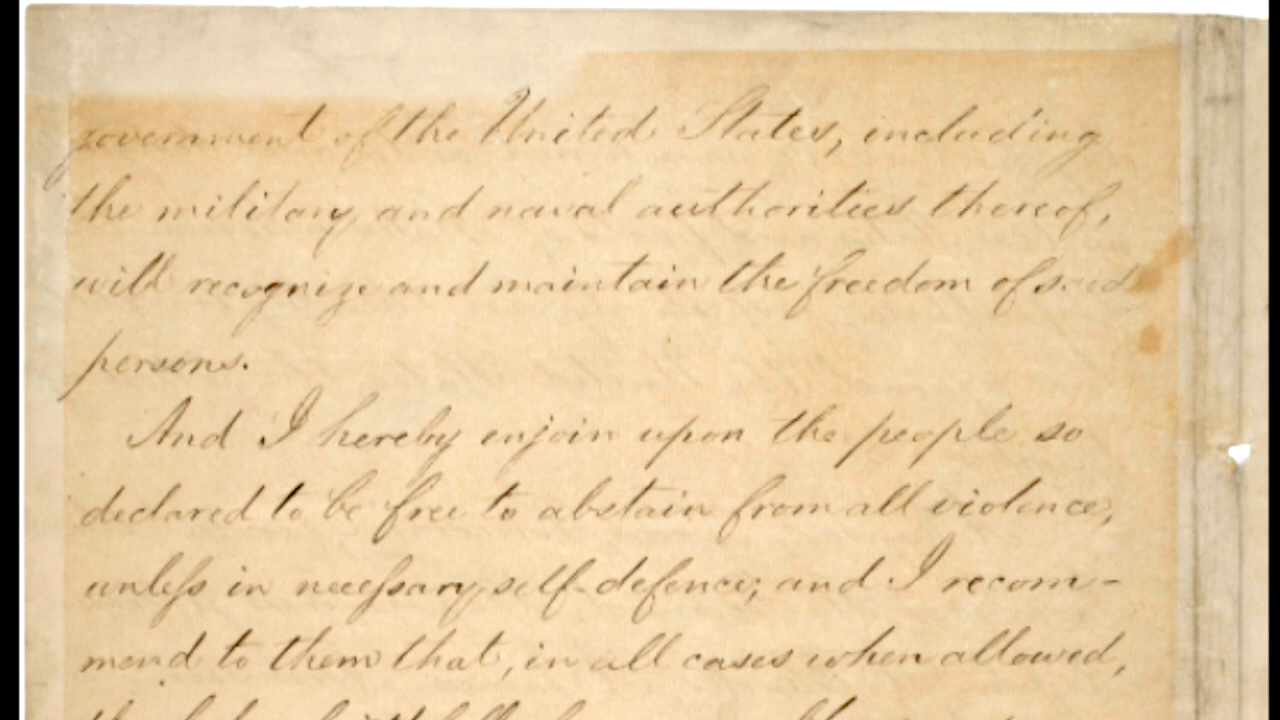 government of the United States, including
the military and naval authorities thereof,
will recognize and maintain the freedom of said
persons.
And I hereby enjoin upon the people so
declared to be free to abstain from all violence,
unless in necessary self-defence; and I recom-
mend to them that, in all cases when allowed,